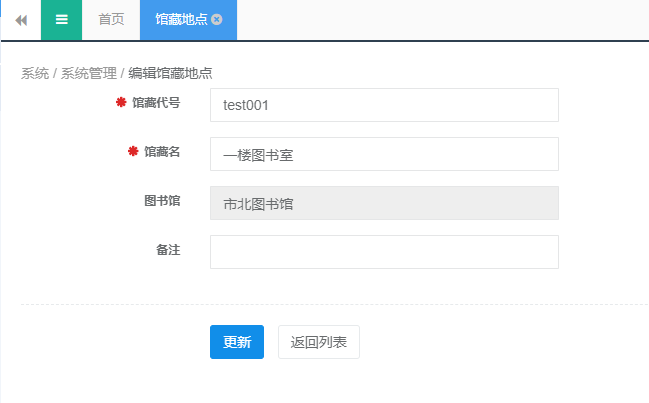 首页 馆藏地点
系统 / 系统管理 / 编辑馆藏地点
馆藏代号 test001
馆藏名 一楼图书室
图书馆 市北图书馆
备注
更新 返回列表